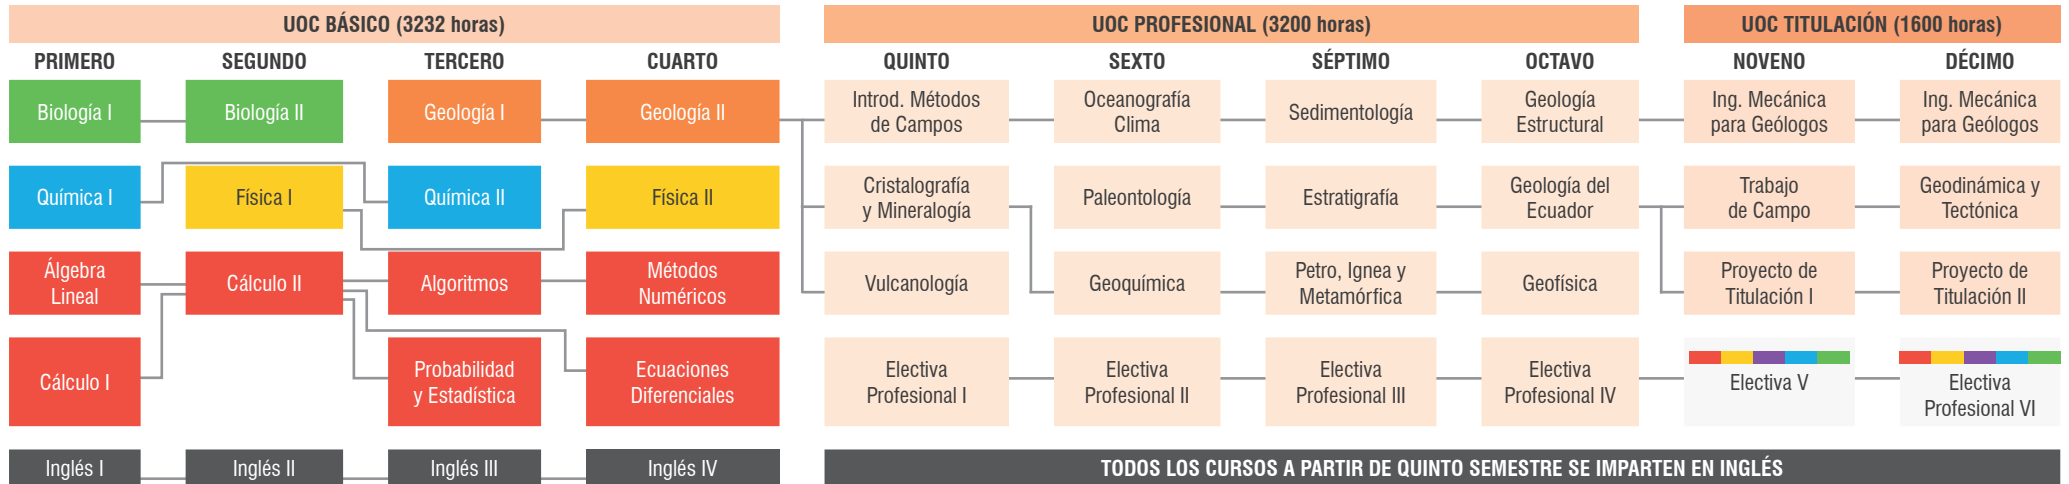 UOC BÁSICO (3232 horas)
UOC PROFESIONAL (3200 horas)
UOC TITULACIÓN (1600 horas)
PRIMERO
SEGUNDO
TERCERO
CUARTO
QUINTO
SEXTO
SÉPTIMO
OCTAVO
NOVENO
DÉCIMO
Biología I
Biología II
Geología I
Geología II
Introd. Métodos
de Campos
Oceanografía
Clima
Sedimentología
Geología
Estructural
Ing. Mecánica
para Geólogos
Ing. Mecánica
para Geólogos
Química I
Física I
Química II
Física II
Cristalografía
y Mineralogía
Paleontología
Estratigrafía
Geología del
Ecuador
Trabajo
de Campo
Geodinámica y
Tectónica
Álgebra
Lineal
Cálculo II
Algoritmos
Métodos
Numéricos
Vulcanología
Geoquímica
Petro, Ignea y
Metamórfica
Geofísica
Proyecto de
Titulación I
Proyecto de
Titulación II
Cálculo I
Probabilidad
y Estadística
Ecuaciones
Diferenciales
Electiva
Profesional I
Electiva
Profesional II
Electiva
Profesional III
Electiva
Profesional IV
Electiva V
Electiva
Profesional VI
Inglés I
Inglés II
Inglés III
Inglés IV
TODOS LOS CURSOS A PARTIR DE QUINTO SEMESTRE SE IMPARTEN EN INGLÉS